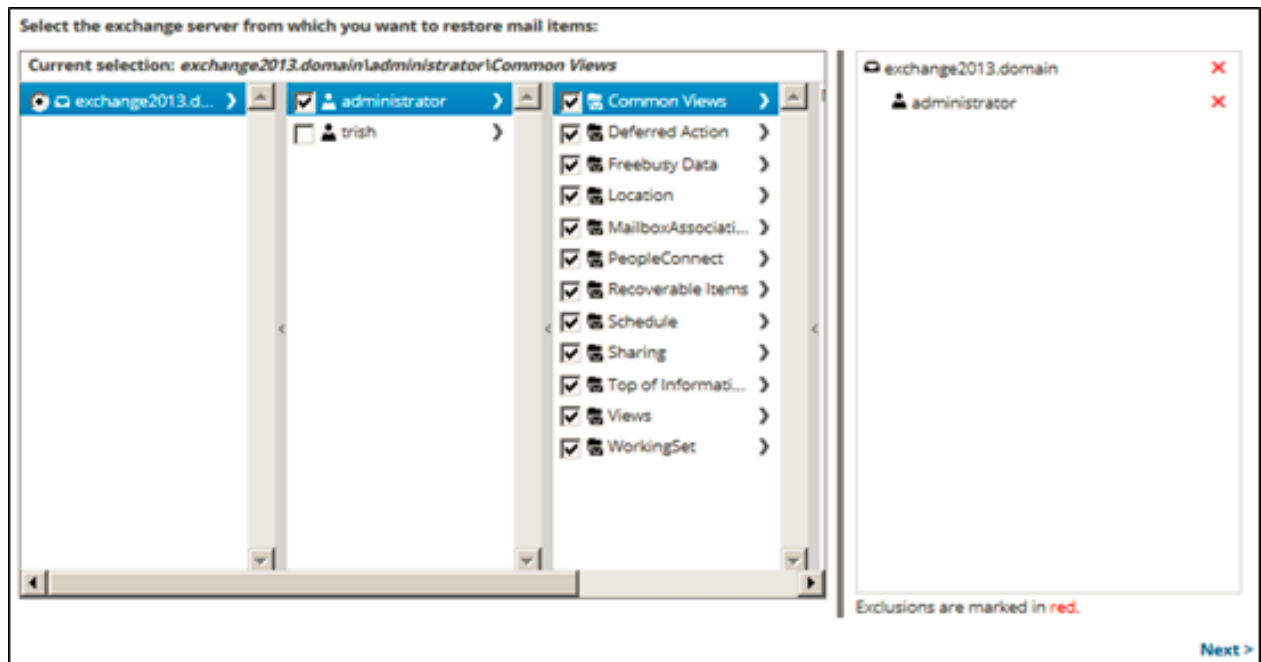 Select the exchange server from which you want to restore mail items:
Current selection: exchange2013.domain\administrator\Common Views
exchange2013.d...
administrator
trish
Common Views
Deferred Action
Freebusy Data
Location
MailboxAssociati...
PeopleConnect
Recoverable Items
Schedule
Sharing
Top of Informati...
Views
WorkingSet
exchange2013.domain
administrator
Exclusions are marked in red.
Next >